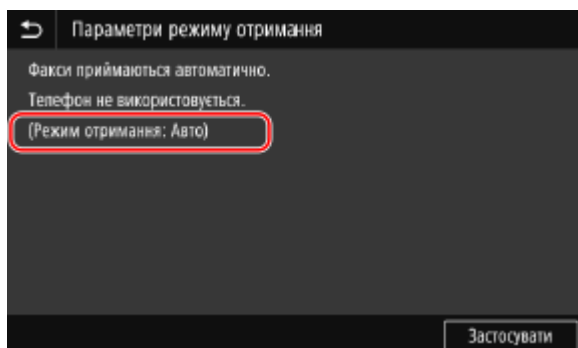 Параметри режиму отримання
Факси приймаються автоматично.
Телефон не використовується.
(Режим отримання: Авто)
Застосувати